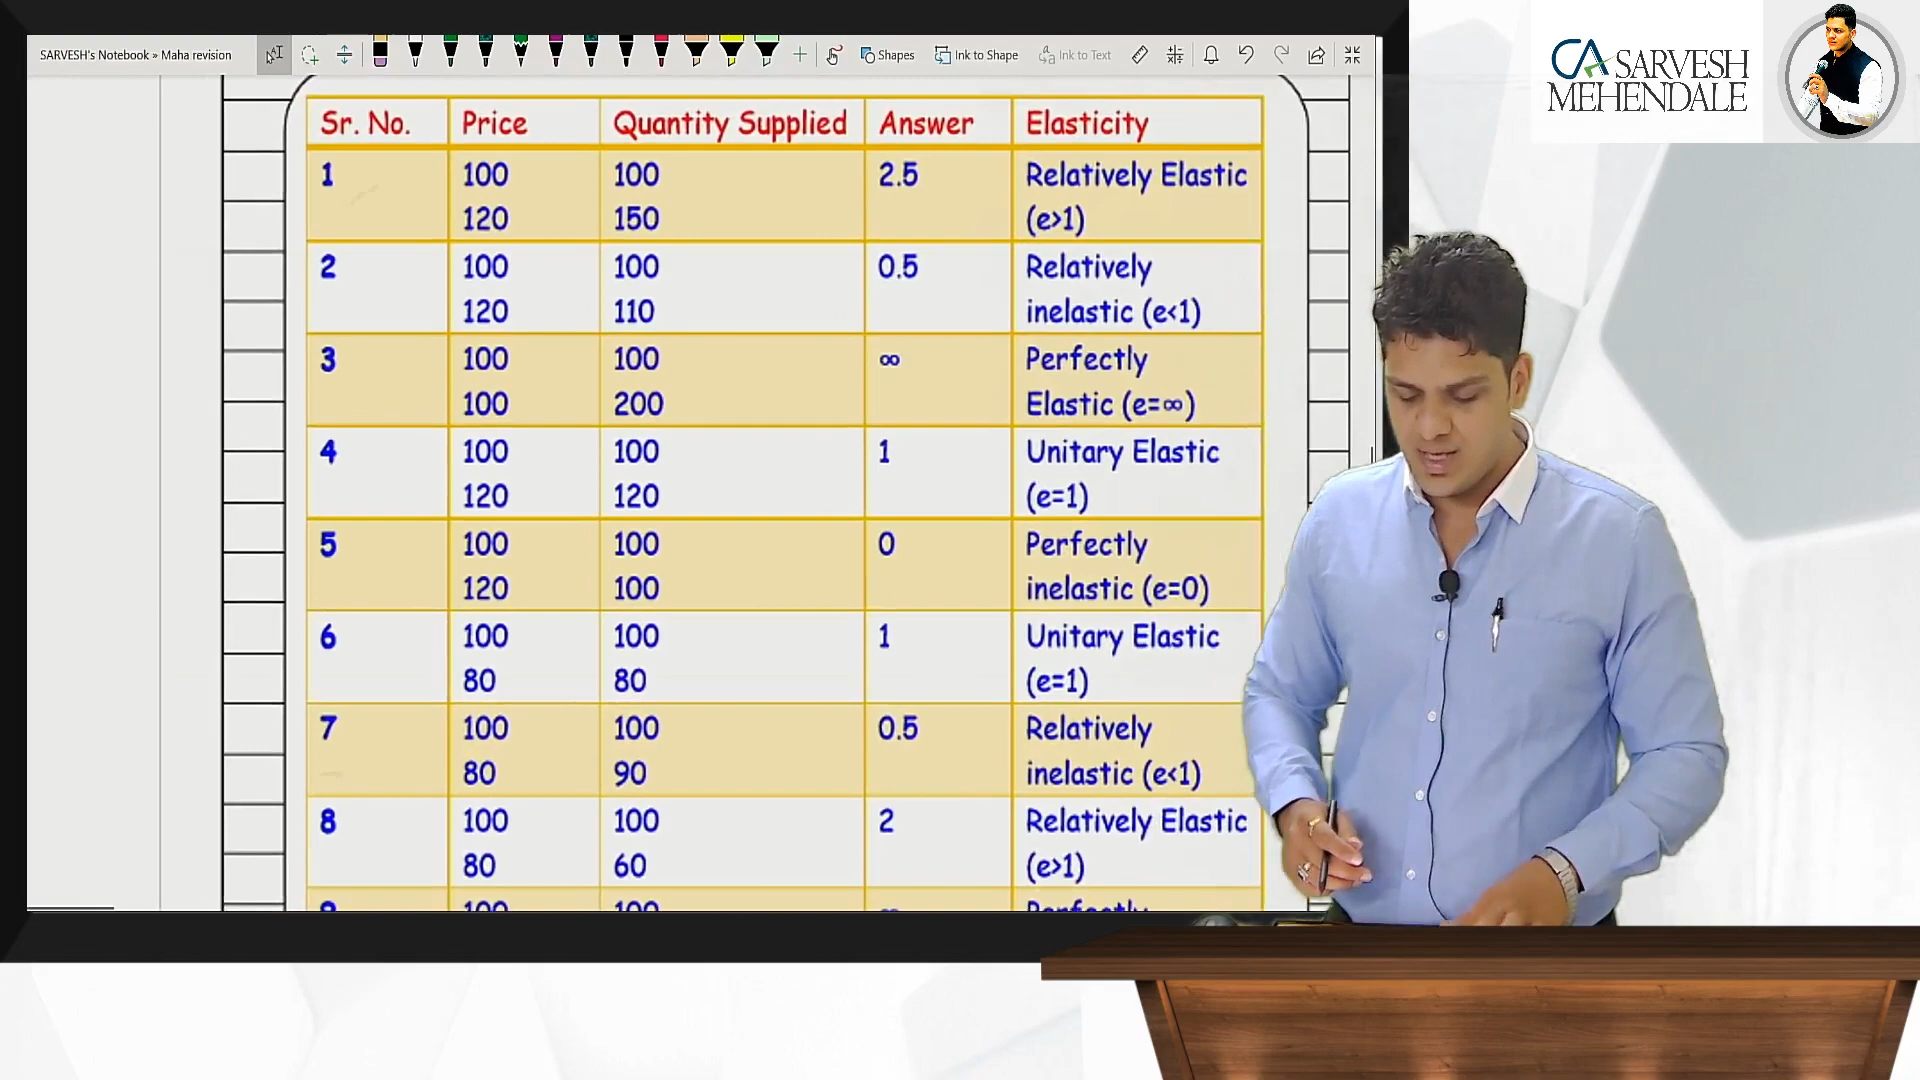 SARVESH's Notebook » Maha revision
Shapes
Ink to Shape
Ink to Text
CA SARVESH
MEHENDALE
Sr. No. Price Quantity Supplied Answer Elasticity
1 100 100 2.5 Relatively Elastic
120 150 (e>1)
2 100 100 0.5 Relatively
120 110 inelastic (e<1)
3 100 100 ∞ Perfectly
100 200 Elastic (e=∞)
4 100 100 1 Unitary Elastic
120 120 (e=1)
5 100 100 0 Perfectly
120 100 inelastic (e=0)
6 100 100 1 Unitary Elastic
80 80 (e=1)
7 100 100 0.5 Relatively
80 90 inelastic (e<1)
8 100 100 2 Relatively Elastic
80 60 (e>1)
9 100 100 ∞ Perfectly